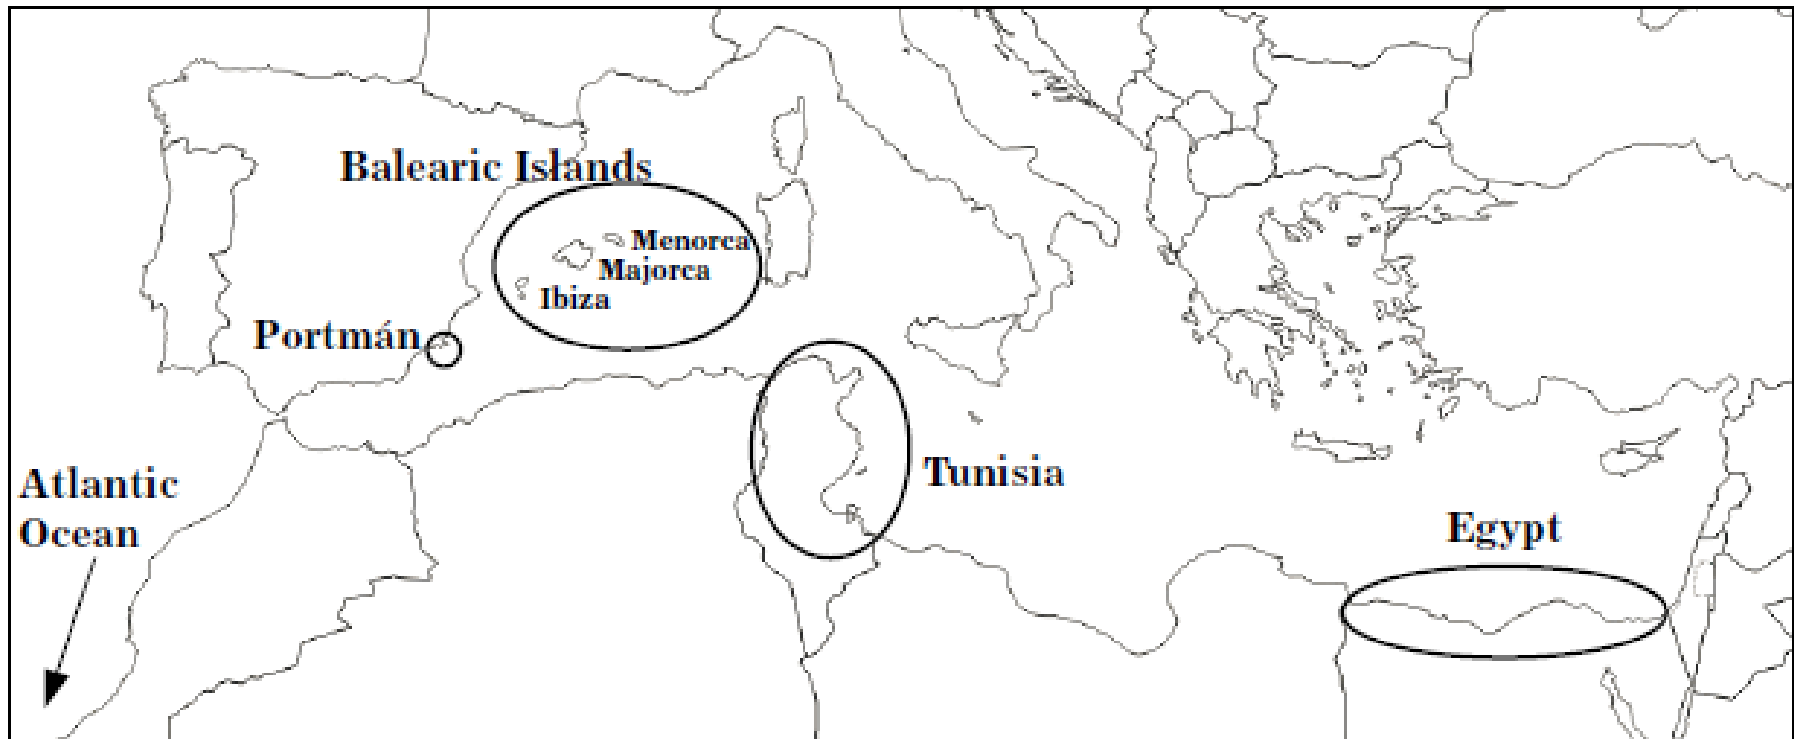 Balearic Islands
Menorca
Majorca
Ibiza
Portmán
Tunisia
Atlantic
Ocean
Egypt